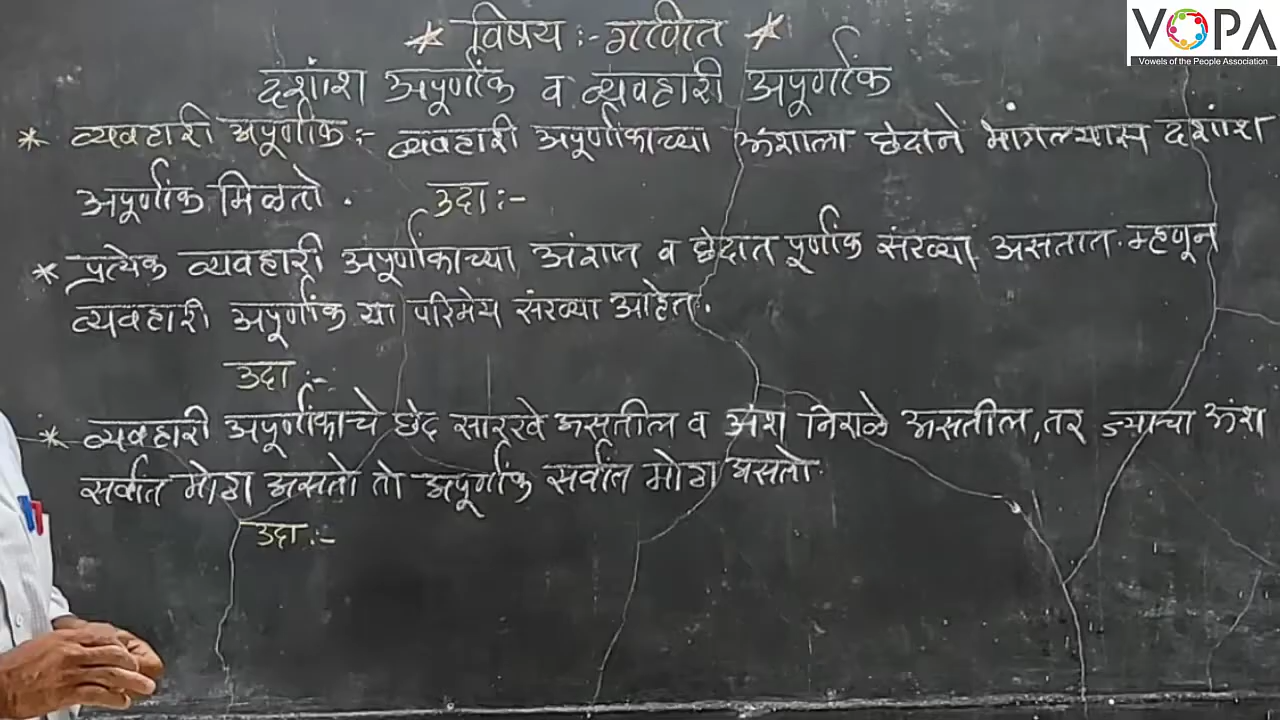 VOPA
Vowels of the People Association
★ विषय :- गणित ★
दशांश अपूर्णांक व व्यवहारी अपूर्णांक
* व्यवहारी अपूर्णांक :- व्यवहारी अपूर्णांकाच्या अंशाला छेदाने भागल्यास दशांश
अपूर्णांक मिळतो . उदा :-
* प्रत्येक व्यवहारी अपूर्णांकाच्या अंशात व छेदात पूर्णांक संख्या असतात. म्हणून
व्यवहारी अपूर्णांक या परिमेय संख्या आहेत.
उदा :-
* व्यवहारी अपूर्णांकाचे छेद सारखे असतील व अंश निराळे असतील, तर ज्याचा अंश
सर्वात मोठा असतो तो अपूर्णांक सर्वात मोठा असतो.
उदा :-